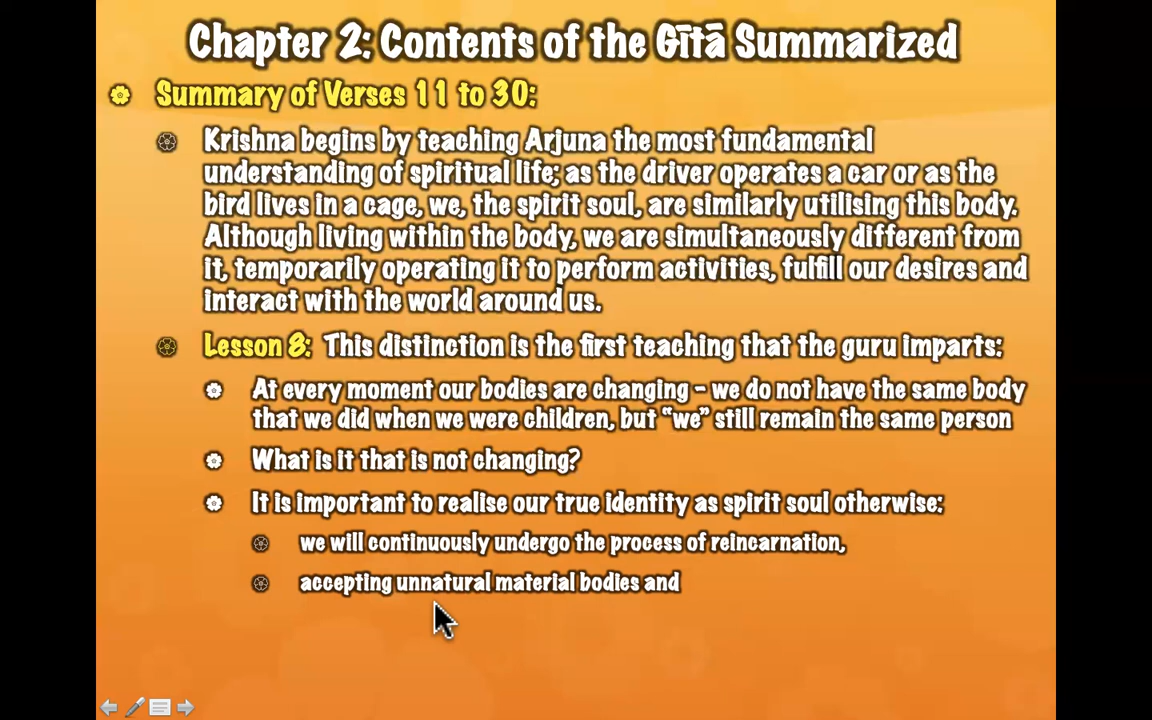 Chapter 2: Contents of the Gītā Summarized
Summary of Verses 11 to 30:
Krishna begins by teaching Arjuna the most fundamental
understanding of spiritual life; as the driver operates a car or as the
bird lives in a cage, we, the spirit soul, are similarly utilising this body.
Although living within the body, we are simultaneously different from
it, temporarily operating it to perform activities, fulfill our desires and
interact with the world around us.
Lesson 8: This distinction is the first teaching that the guru imparts:
At every moment our bodies are changing – we do not have the same body
that we did when we were children, but “we” still remain the same person
What is it that is not changing?
It is important to realise our true identity as spirit soul otherwise:
we will continuously undergo the process of reincarnation,
accepting unnatural material bodies and